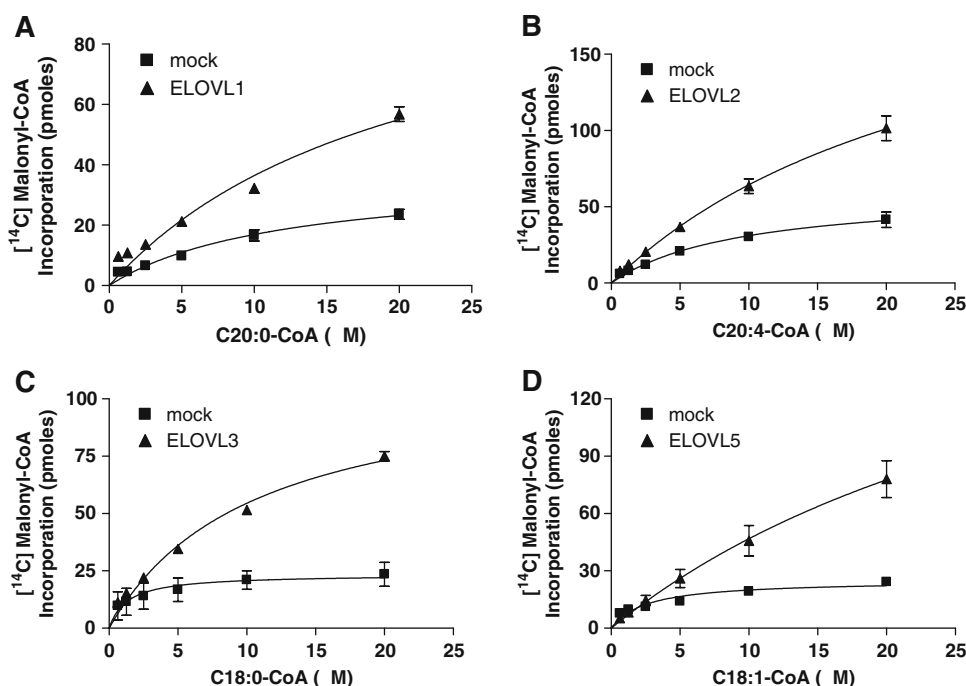 A
[14C] Malonyl-CoA
Incorporation (pmoles)
80
60
40
20
0
mock
ELOVL1
0 5 10 15 20 25
C20:0-CoA ( M)
B
[14C] Malonyl-CoA
Incorporation (pmoles)
150
100
50
0
mock
ELOVL2
0 5 10 15 20 25
C20:4-CoA ( M)
C
[14C] Malonyl-CoA
Incorporation (pmoles)
100
75
50
25
0
mock
ELOVL3
0 5 10 15 20 25
C18:0-CoA ( M)
D
[14C] Malonyl-CoA
Incorporation (pmoles)
120
90
60
30
0
mock
ELOVL5
0 5 10 15 20 25
C18:1-CoA ( M)